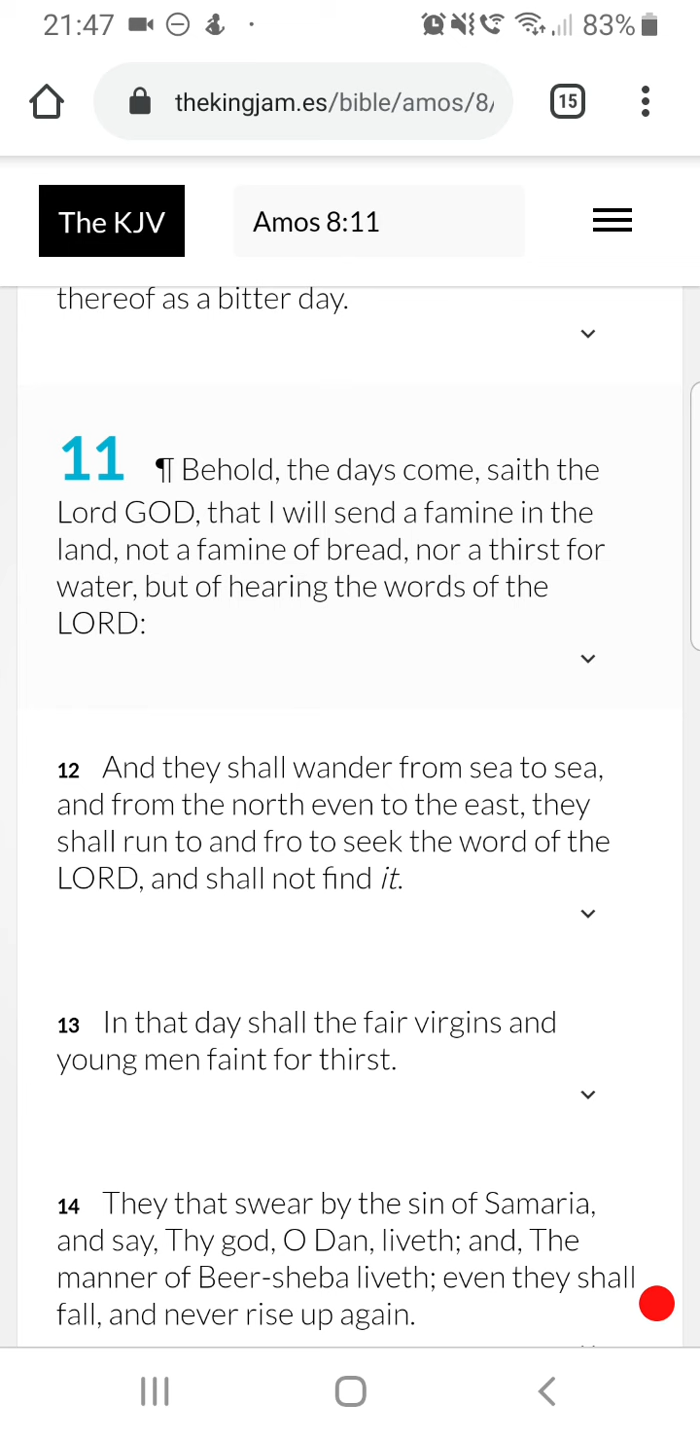 21:47
83%
thekingjam.es/bible/amos/8/
15
The KJV
Amos 8:11
thereof as a bitter day.
11 ¶ Behold, the days come, saith the
Lord GOD, that I will send a famine in the
land, not a famine of bread, nor a thirst for
water, but of hearing the words of the
LORD:
12 And they shall wander from sea to sea,
and from the north even to the east, they
shall run to and fro to seek the word of the
LORD, and shall not find it.
13 In that day shall the fair virgins and
young men faint for thirst.
14 They that swear by the sin of Samaria,
and say, Thy god, O Dan, liveth; and, The
manner of Beer-sheba liveth; even they shall
fall, and never rise up again.